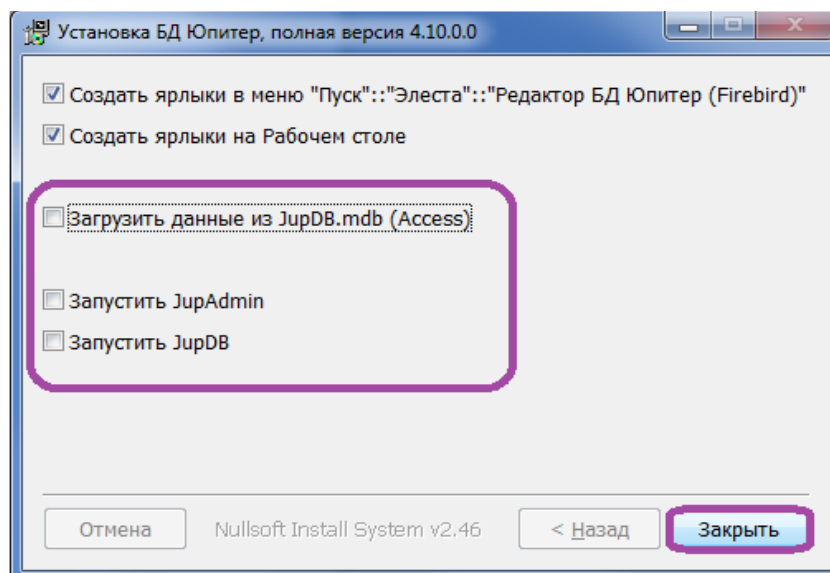 Установка БД Юпитер, полная версия 4.10.0.0
Создать ярлыки в меню "Пуск"::"Элеста"::"Редактор БД Юпитер (Firebird)"
Создать ярлыки на Рабочем столе
Загрузить данные из JupDB.mdb (Access)
Запустить JupAdmin
Запустить JupDB
Отмена Nullsoft Install System v2.46 < Назад Закрыть